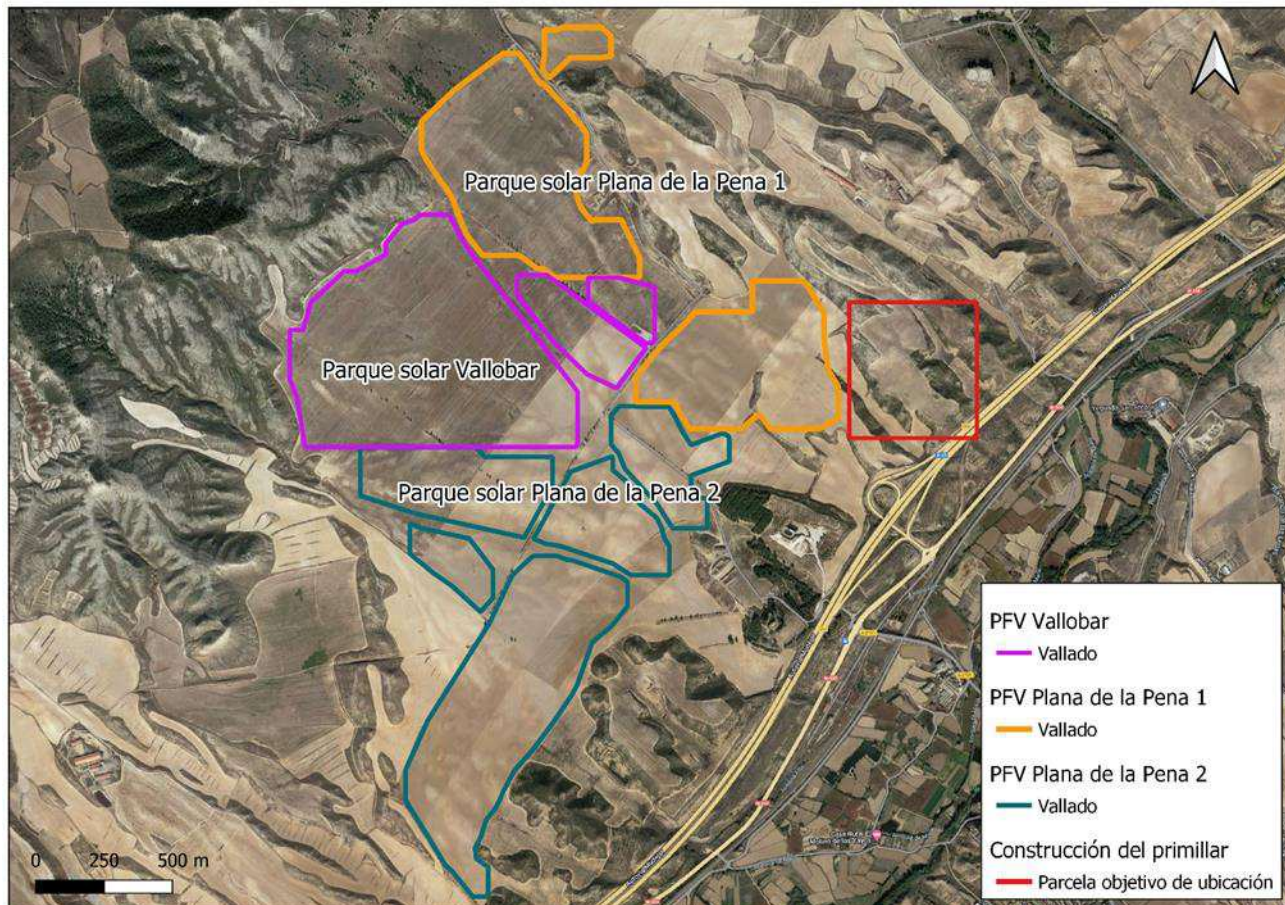 Parque solar Plana de la Pena 1
Parque solar Vallobar
Parque solar Plana de la Pena 2
PFV Vallobar
Vallado
PFV Plana de la Pena 1
Vallado
PFV Plana de la Pena 2
Vallado
Construcción del primillar
Parcela objetivo de ubicación
0 250 500 m